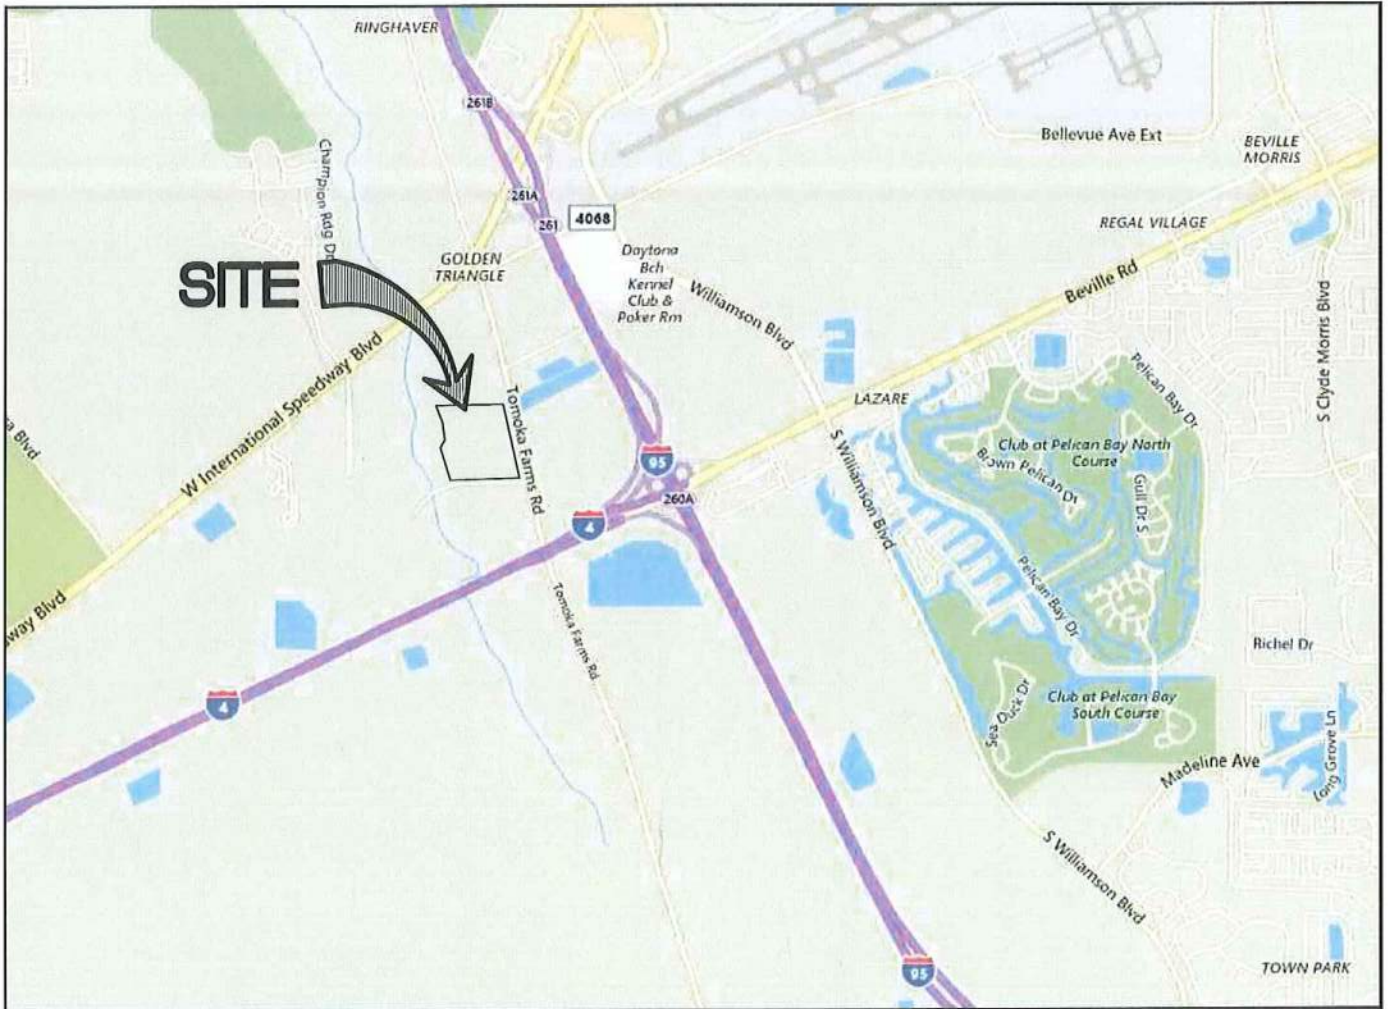 RINGHAVER
261B
Bellevue Ave Ext
BEVILLE
MORRIS
Champion Rdg Dr
261A
261
4068
REGAL VILLAGE
GOLDEN
TRIANGLE
Daytona
Bch
Kennel
Club &
Poker Rm
SITE
Williamson Blvd
Beville Rd
S Clyde Morris Blvd
W International Speedway Blvd
Pelican Bay Dr
LAZARE
Tomoka Farms Rd
Blvd
S Williamson Blvd
Club at Pelican Bay North
Course
Brown Pelican Dr
Gull Dr S
95
260A
4
Pelican Bay Dr
Tomoka Farms Rd
way Blvd
Richel Dr
4
Sea Duck Dr
Club at Pelican Bay
South Course
Long Grove Ln
Madeline Ave
S Williamson Blvd
95
TOWN PARK